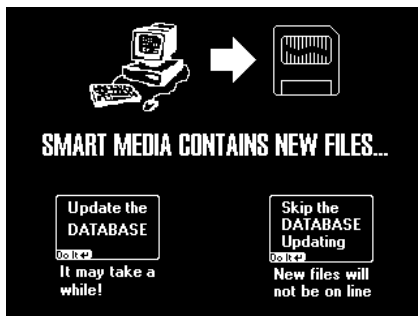 SMART MEDIA CONTAINS NEW FILES...
Update the
DATABASE
Do It ↵
It may take a
while!
Skip the
DATABASE
Updating
Do It ↵
New files will
not be on line